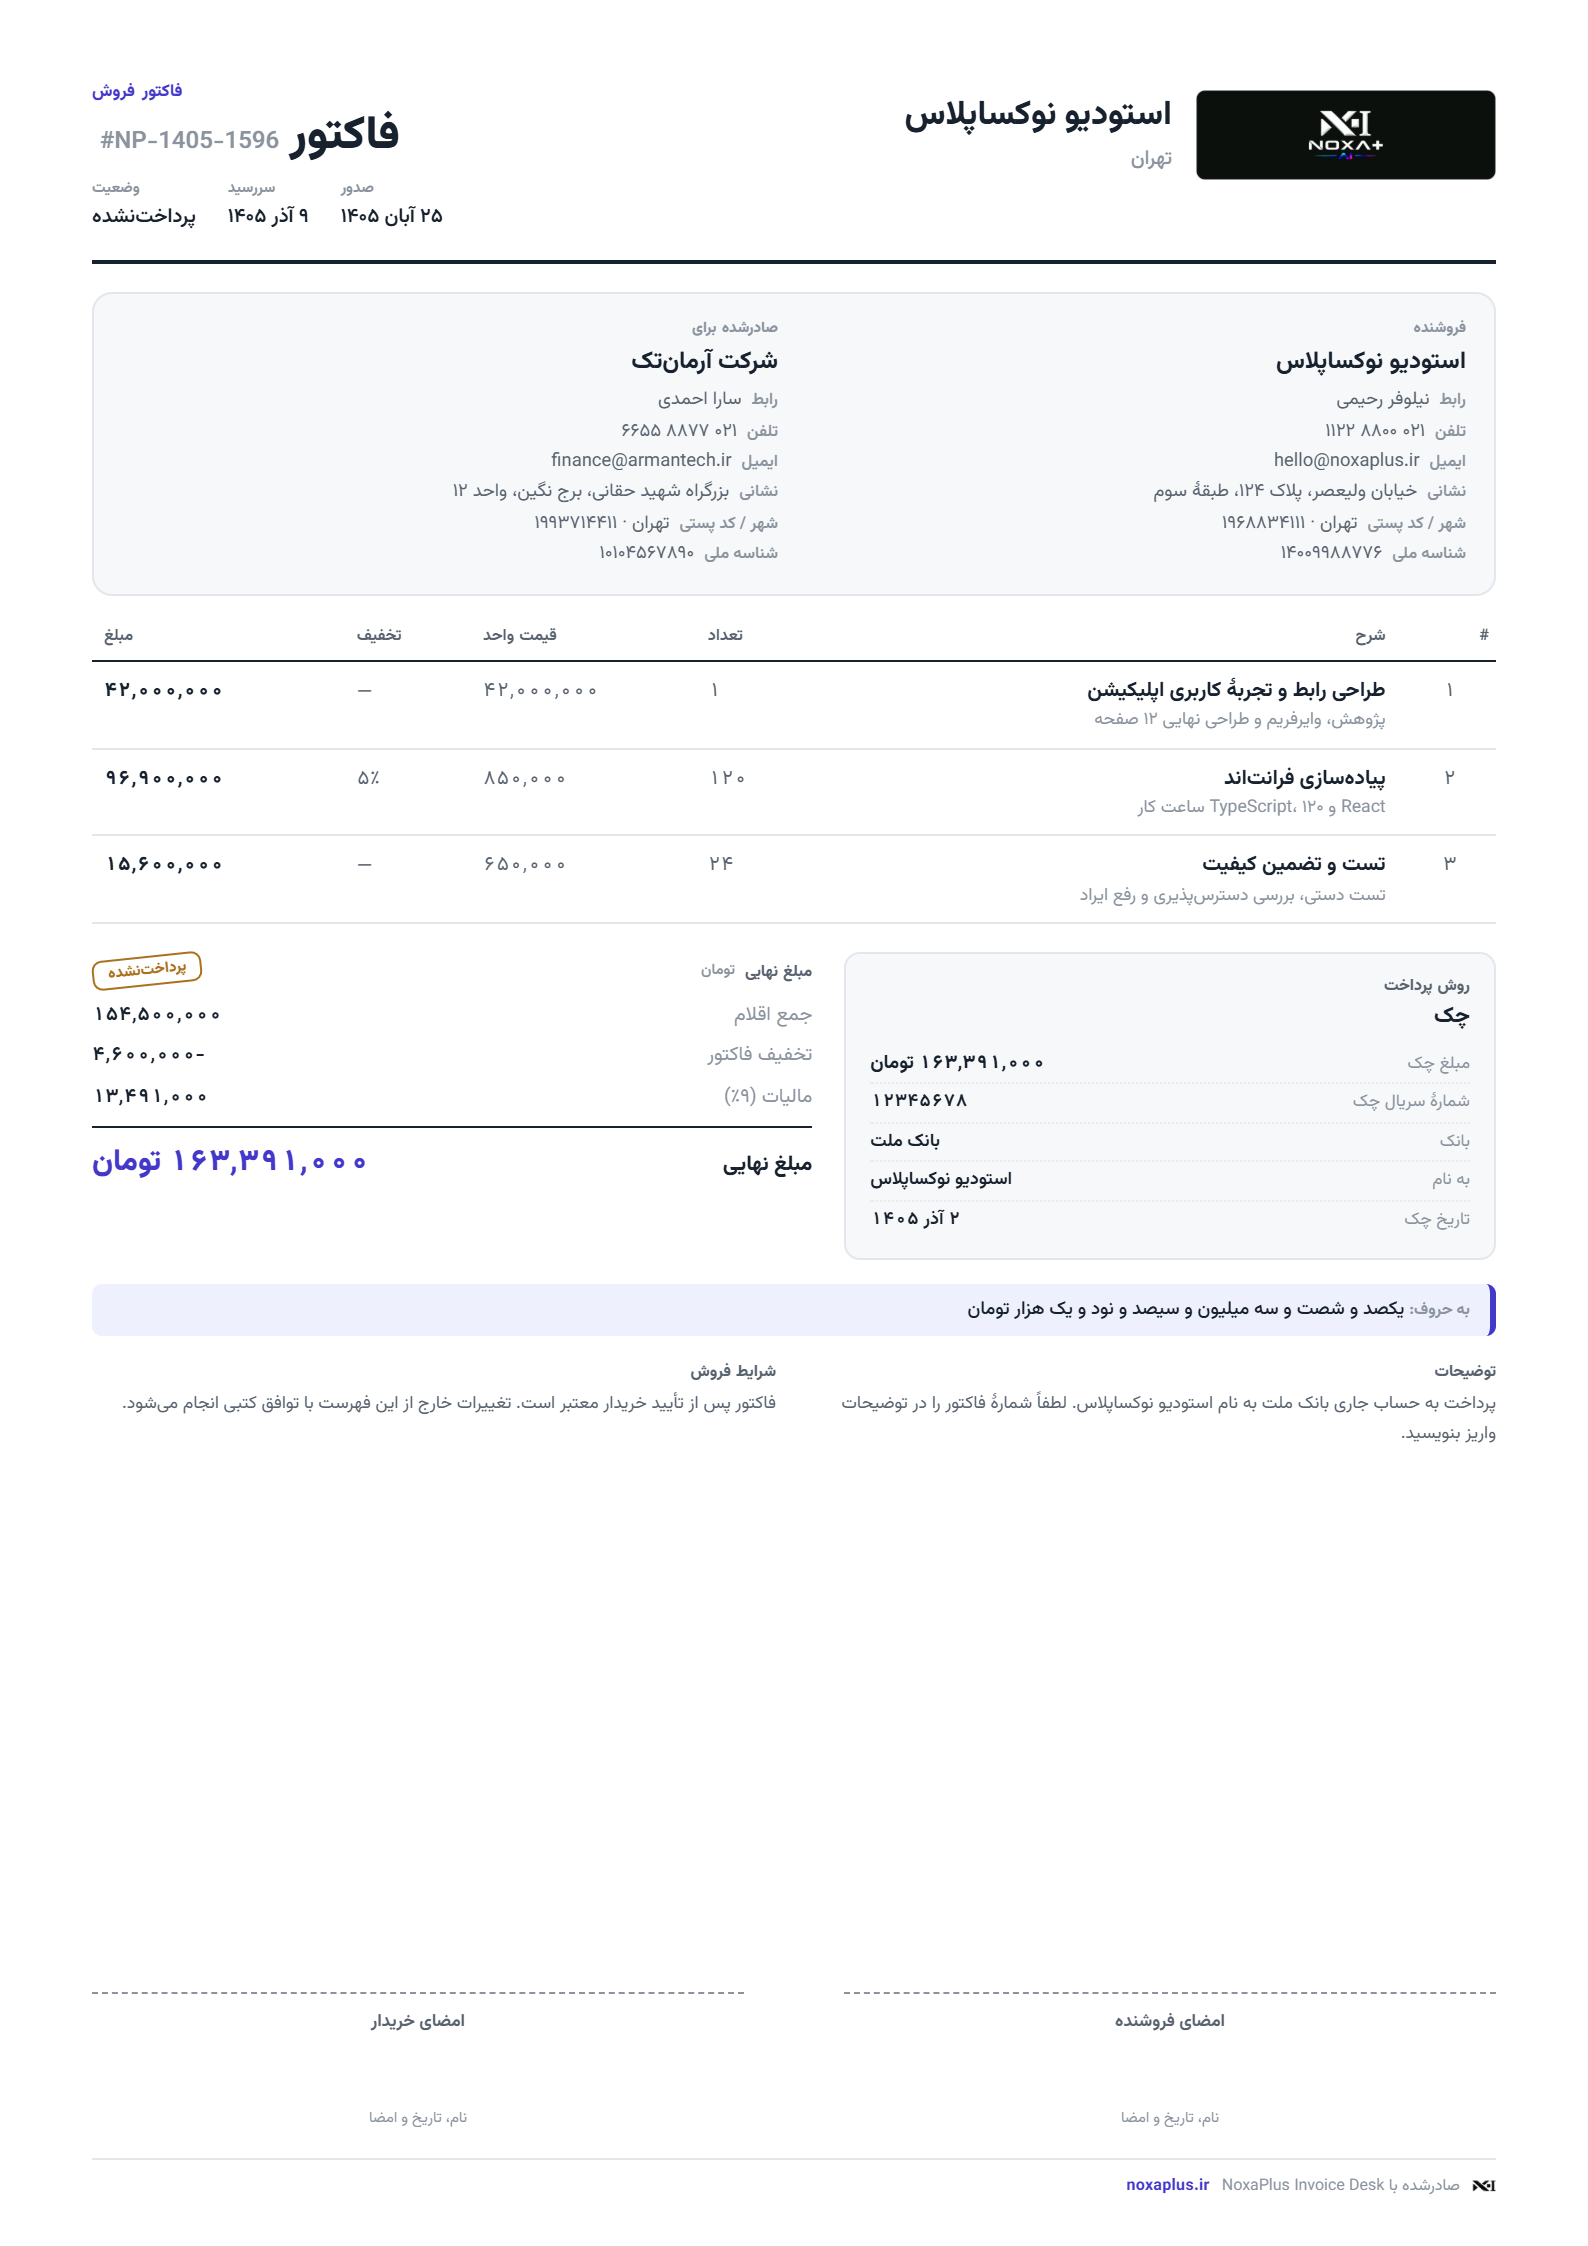 NOXA+
AI
استودیو نوکساپلاس
تهران
فاکتور فروش
فاکتور #NP-1405-1596
صدور سررسید وضعیت
۲۵ آبان ۱۴۰۵ ۹ آذر ۱۴۰۵ پرداخت‌نشده
فروشنده
استودیو نوکساپلاس
رابط نیلوفر رحیمی
تلفن ۰۲۱ ۸۸۰۰ ۱۱۲۲
ایمیل hello@noxaplus.ir
نشانی خیابان ولیعصر، پلاک ۱۲۴، طبقهٔ سوم
شهر / کد پستی تهران · ۱۹۶۸۸۳۴۱۱۱
شناسه ملی ۱۴۰۰۹۹۸۸۷۷۶
صادرشده برای
شرکت آرمان‌تک
رابط سارا احمدی
تلفن ۰۲۱ ۸۸۷۷ ۶۶۵۵
ایمیل finance@armantech.ir
نشانی بزرگراه شهید حقانی، برج نگین، واحد ۱۲
شهر / کد پستی تهران · ۱۹۹۳۷۱۴۴۱۱
شناسه ملی ۱۰۱۰۴۵۶۷۸۹۰
# شرح تعداد قیمت واحد تخفیف مبلغ
۱ طراحی رابط و تجربهٔ کاربری اپلیکیشن ۱ ۴۲,۰۰۰,۰۰۰ — ۴۲,۰۰۰,۰۰۰
پژوهش، وایرفریم و طراحی نهایی ۱۲ صفحه
۲ پیاده‌سازی فرانت‌اند ۱۲۰ ۸۵۰,۰۰۰ ۵٪ ۹۶,۹۰۰,۰۰۰
React و TypeScript، ۱۲۰ ساعت کار
۳ تست و تضمین کیفیت ۲۴ ۶۵۰,۰۰۰ — ۱۵,۶۰۰,۰۰۰
تست دستی، بررسی دسترس‌پذیری و رفع ایراد
روش پرداخت
چک
مبلغ چک ۱۶۳,۳۹۱,۰۰۰ تومان
شمارهٔ سریال چک ۱۲۳۴۵۶۷۸
بانک بانک ملت
به نام استودیو نوکساپلاس
تاریخ چک ۲ آذر ۱۴۰۵
مبلغ نهایی تومان پرداخت‌نشده
جمع اقلام ۱۵۴,۵۰۰,۰۰۰
تخفیف فاکتور −۴,۶۰۰,۰۰۰
مالیات (۹٪) ۱۳,۴۹۱,۰۰۰
مبلغ نهایی ۱۶۳,۳۹۱,۰۰۰ تومان
به حروف: یکصد و شصت و سه میلیون و سیصد و نود و یک هزار تومان
توضیحات
پرداخت به حساب جاری بانک ملت به نام استودیو نوکساپلاس. لطفاً شمارهٔ فاکتور را در توضیحات
واریز بنویسید.
شرایط فروش
فاکتور پس از تأیید خریدار معتبر است. تغییرات خارج از این فهرست با توافق کتبی انجام می‌شود.
امضای فروشنده
نام، تاریخ و امضا
امضای خریدار
نام، تاریخ و امضا
صادرشده با NoxaPlus Invoice Desk noxaplus.ir